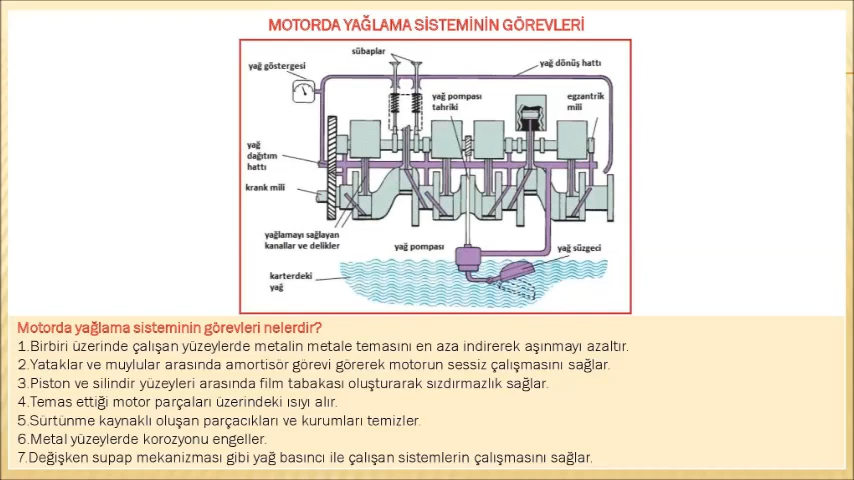 MOTORDA YAĞLAMA SİSTEMİNİN GÖREVLERİ
sübaplar
yağ göstergesi
yağ dönüş hattı
yağ pompası
tahriki
egzantrik
mili
yağ
dağıtım
hattı
krank mili
yağlamayı sağlayan
kanallar ve delikler
yağ pompası
yağ süzgeci
karterdeki
yağ
Motorda yağlama sisteminin görevleri nelerdir?
1.Birbiri üzerinde çalışan yüzeylerde metalin metale temasını en aza indirerek aşınmayı azaltır.
2.Yataklar ve muylular arasında amortisör görevi görerek motorun sessiz çalışmasını sağlar.
3.Piston ve silindir yüzeyleri arasında film tabakası oluşturarak sızdırmazlık sağlar.
4.Temas ettiği motor parçaları üzerindeki ısıyı alır.
5.Sürtünme kaynaklı oluşan parçacıkları ve kurumları temizler.
6.Metal yüzeylerde korozyonu engeller.
7.Değişken supap mekanizması gibi yağ basıncı ile çalışan sistemlerin çalışmasını sağlar.